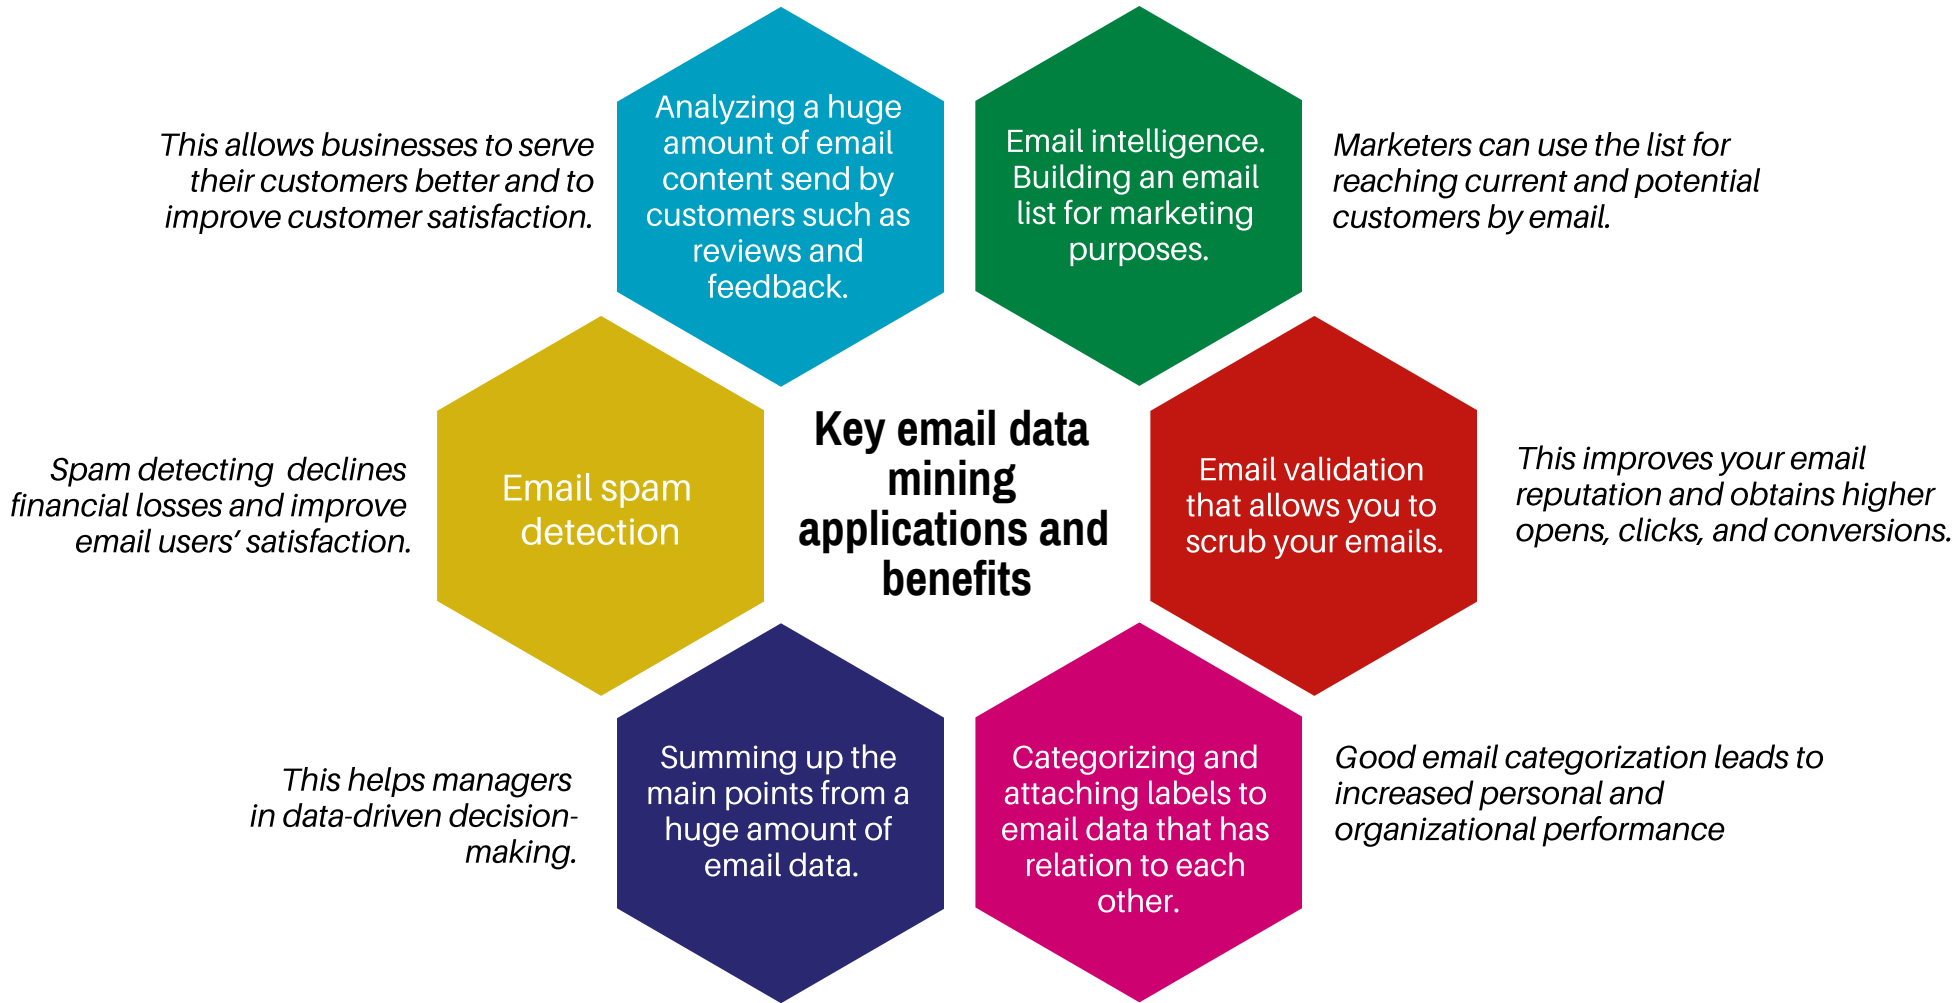 This allows businesses to serve
their customers better and to
improve customer satisfaction.
Analyzing a huge
amount of email
content send by
customers such as
reviews and
feedback.
Email intelligence.
Building an email
list for marketing
purposes.
Marketers can use the list for
reaching current and potential
customers by email.
Spam detecting  declines
financial losses and improve
email users’ satisfaction.
Email spam
detection
Key email data
mining
applications and
benefits
Email validation
that allows you to
scrub your emails.
This improves your email
reputation and obtains higher
opens, clicks, and conversions.
This helps managers
in data-driven decision-
making.
Summing up the
main points from a
huge amount of
email data.
Categorizing and
attaching labels to
email data that has
relation to each
other.
Good email categorization leads to
increased personal and
organizational performance